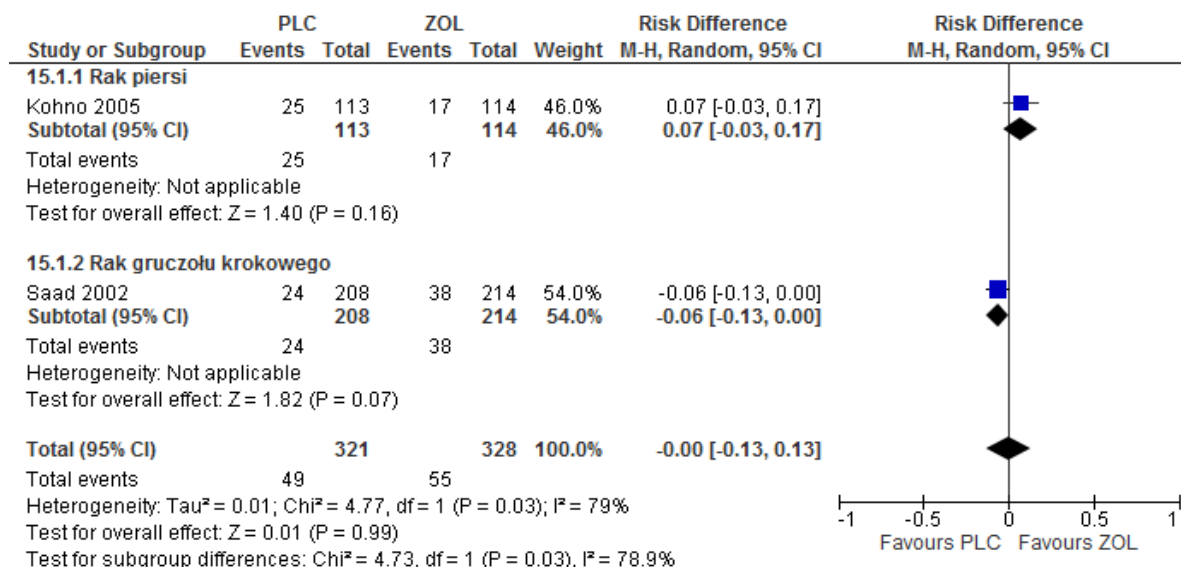 PLC ZOL Risk Difference Risk Difference
Study or Subgroup Events Total Events Total Weight M-H, Random, 95% CI M-H, Random, 95% CI
15.1.1 Rak piersi
Kohno 2005 25 113 17 114 46.0% 0.07 [-0.03, 0.17]
Subtotal (95% CI) 113 114 46.0% 0.07 [-0.03, 0.17]
Total events 25 17
Heterogeneity: Not applicable
Test for overall effect: Z = 1.40 (P = 0.16)
15.1.2 Rak gruczołu krokowego
Saad 2002 24 208 38 214 54.0% -0.06 [-0.13, 0.00]
Subtotal (95% CI) 208 214 54.0% -0.06 [-0.13, 0.00]
Total events 24 38
Heterogeneity: Not applicable
Test for overall effect: Z = 1.82 (P = 0.07)
Total (95% CI) 321 328 100.0% -0.00 [-0.13, 0.13]
Total events 49 55
Heterogeneity: Tau² = 0.01; Chi² = 4.77, df = 1 (P = 0.03); I² = 79%
Test for overall effect: Z = 0.01 (P = 0.99)
Test for subgroup differences: Chi² = 4.73, df = 1 (P = 0.03), I² = 78.9%
-1 -0.5 0 0.5 1
Favours PLC Favours ZOL